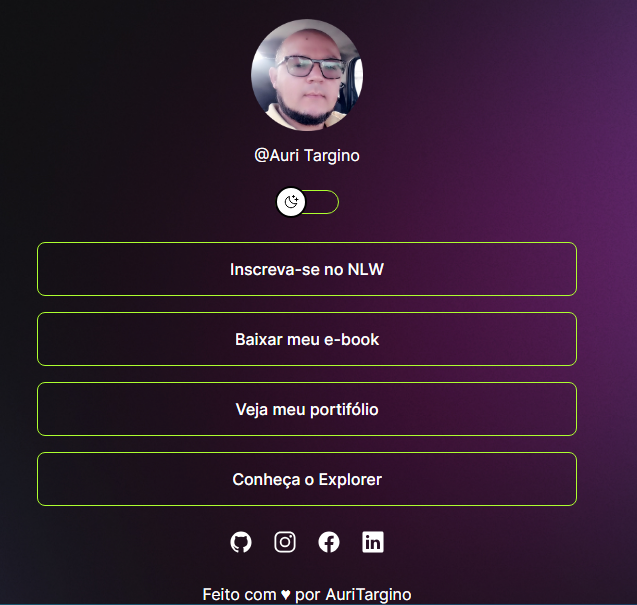 @Auri Targino
Inscreva-se no NLW
Baixar meu e-book
Veja meu portifólio
Conheça o Explorer
Feito com ♥ por AuriTargino